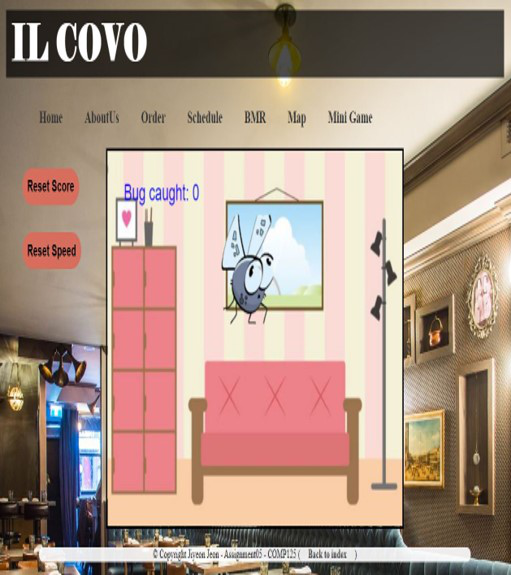 IL COVO
Home AboutUs Order Schedule BMR Map Mini Game
Reset Score
Bug caught: 0
Reset Speed
© Copyright Jiyeon Jeon - Assignment05 - COMP125 ( Back to index )